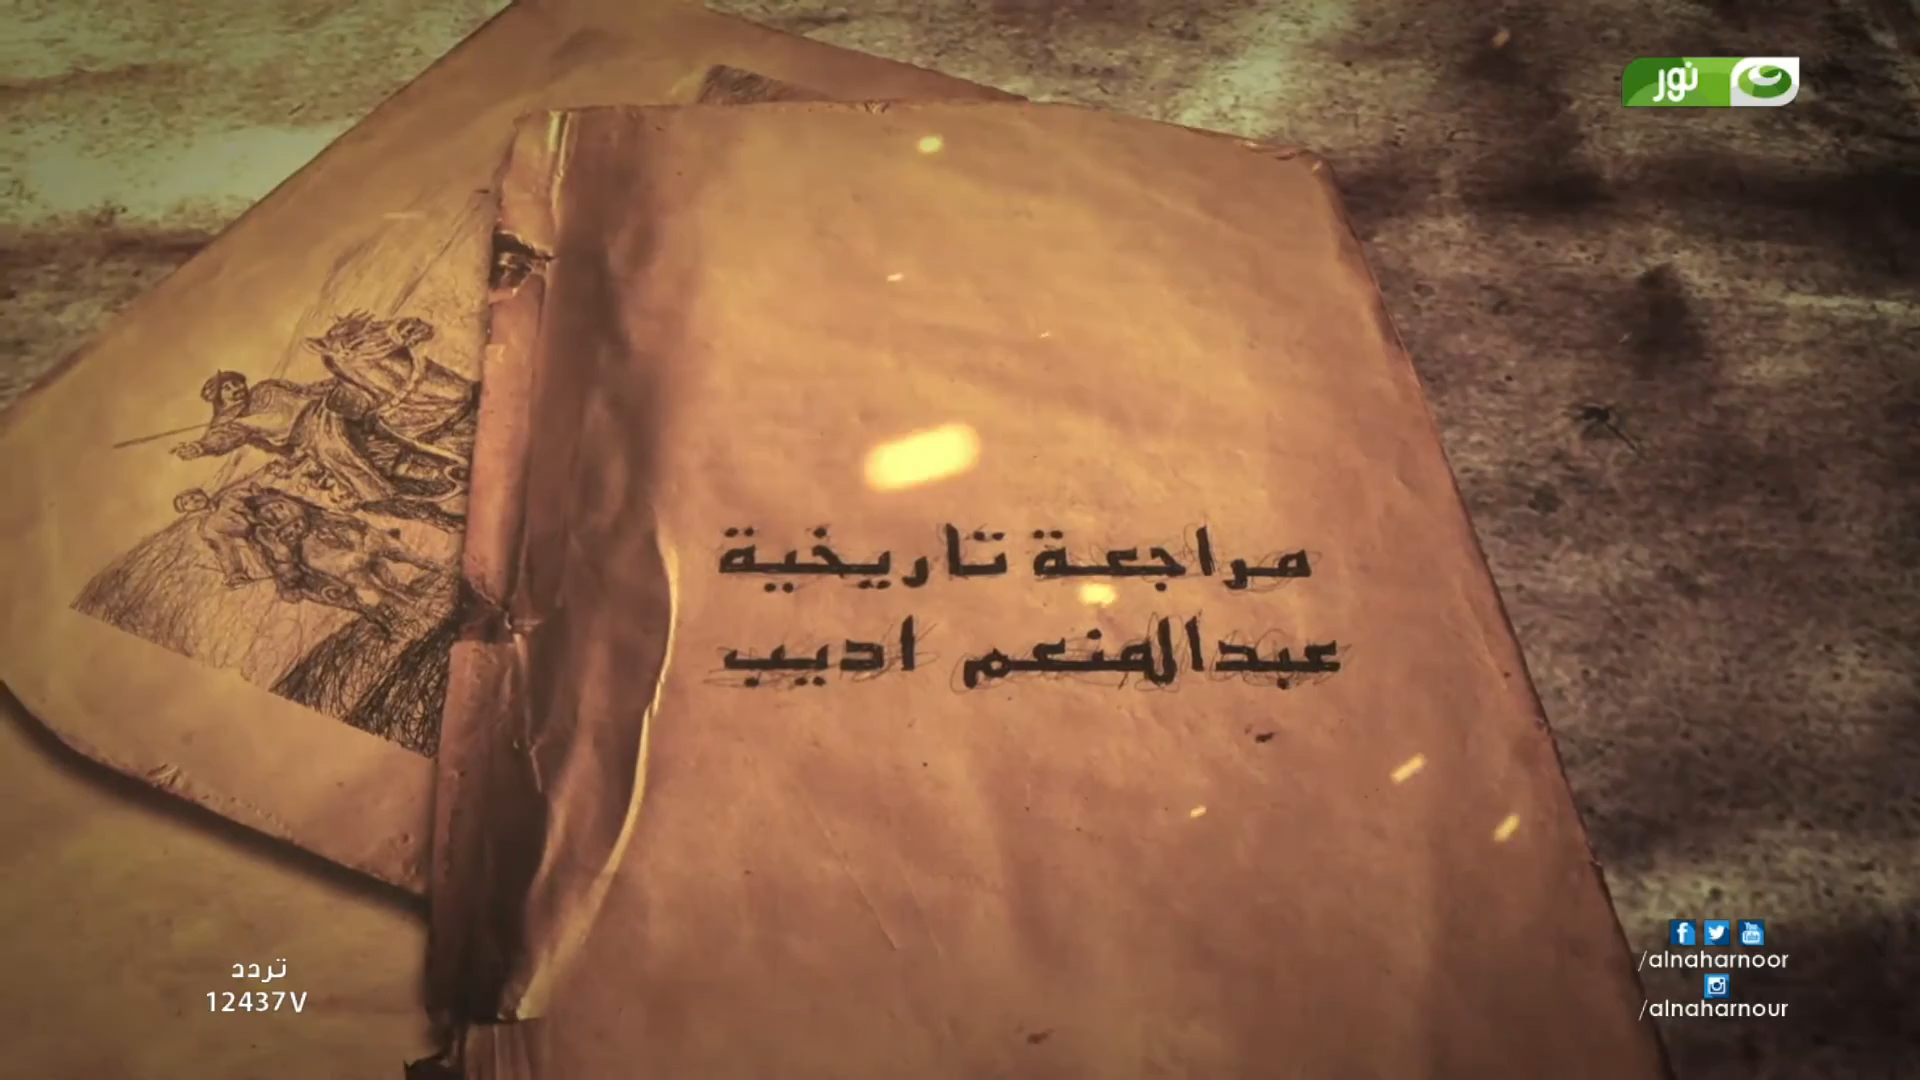 نور
مراجعة تاريخية
عبدالمنعم اديب
تردد
12437V
/alnaharnoor
/alnaharnour